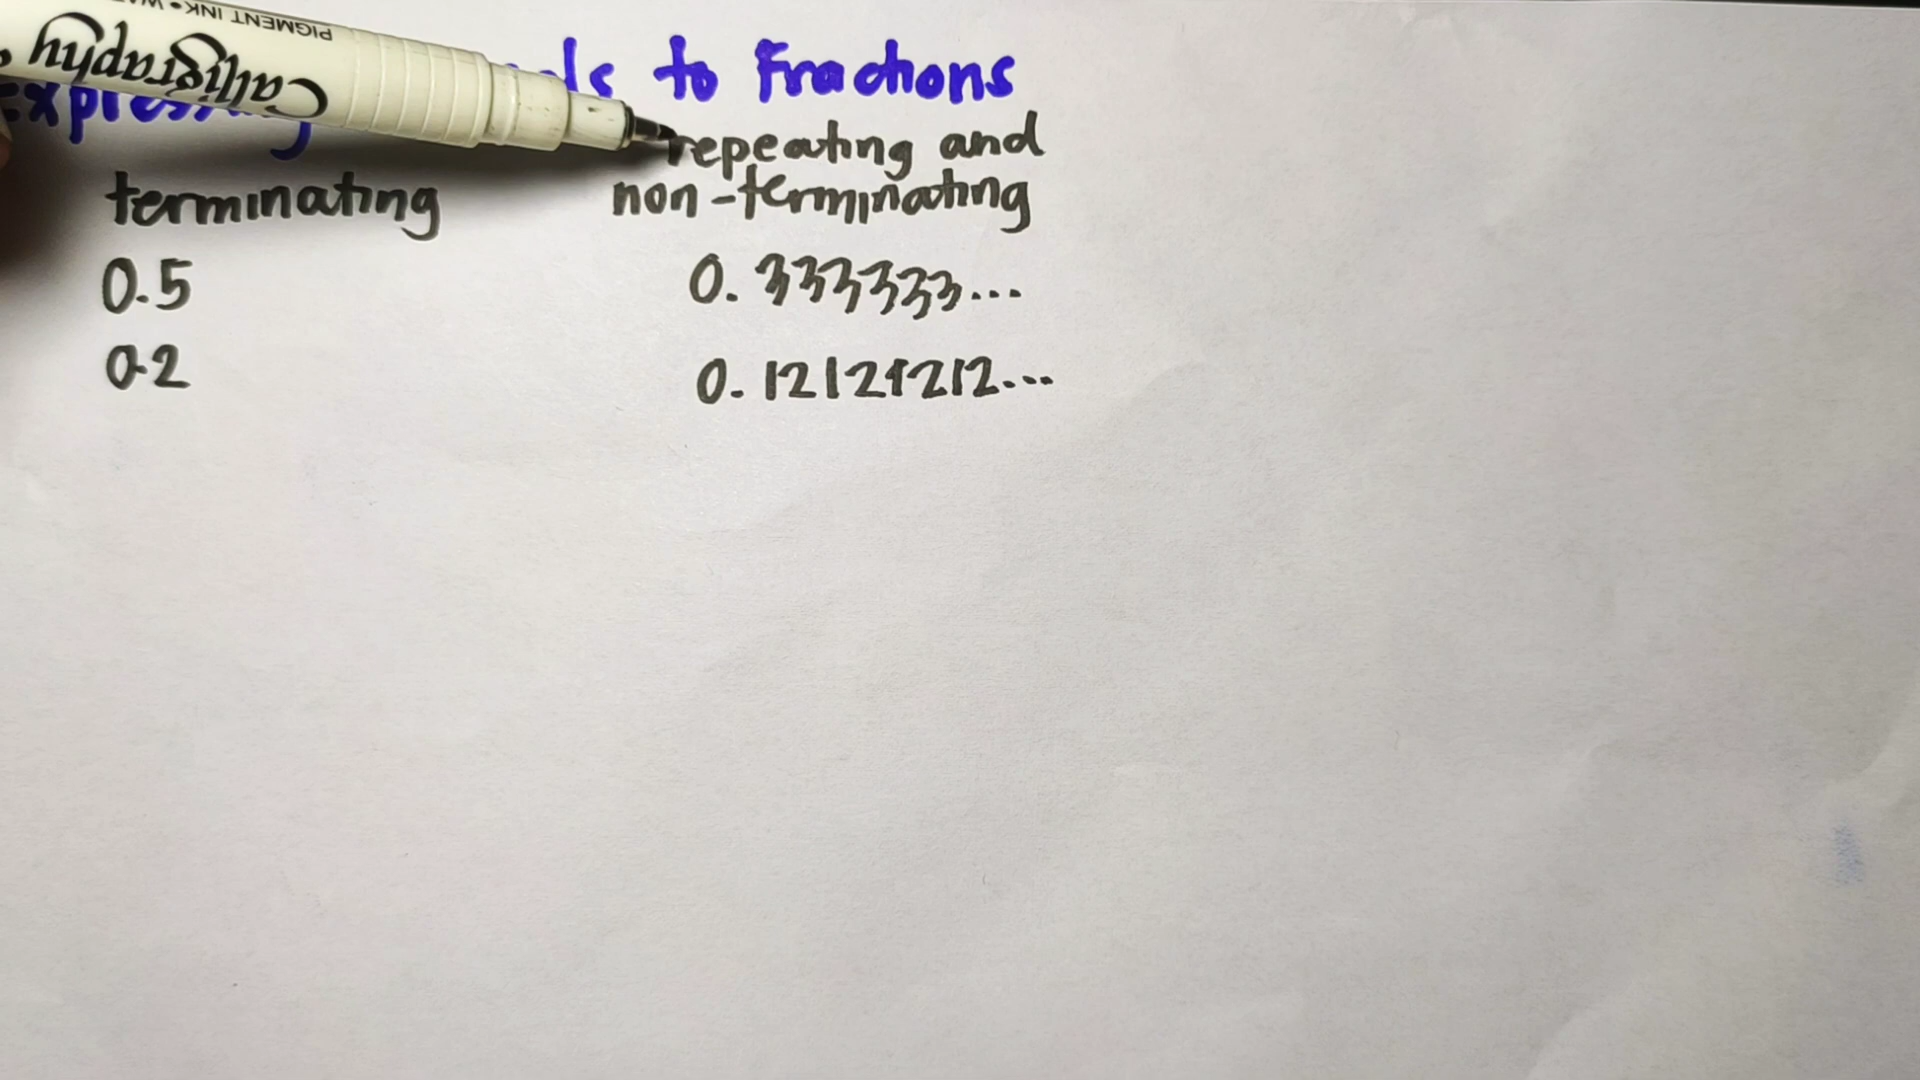 PIGMENT INK •
Calligraphy
Expressing ls to Fractions
repeating and
terminating non-terminating
0.5 0.333333...
0.2 0.12121212...